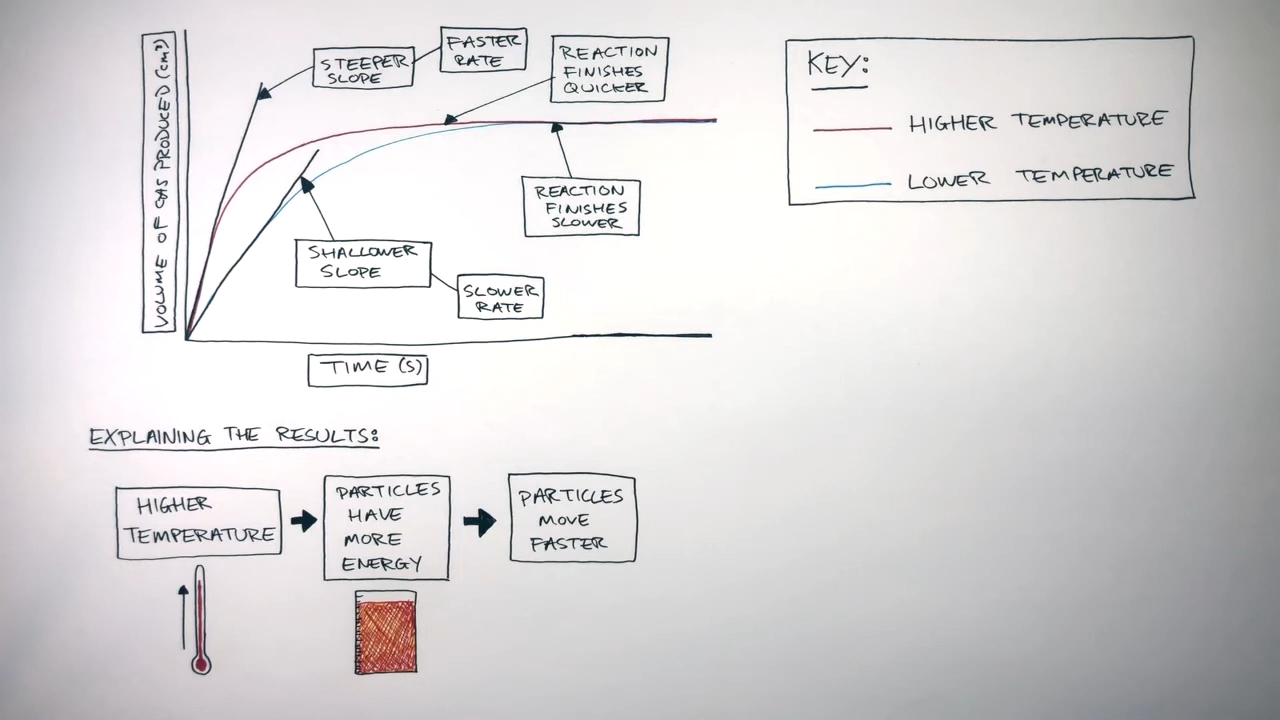 VOLUME OF GAS PRODUCED (cm³)
STEEPER
SLOPE
FASTER
RATE
REACTION
FINISHES
QUICKER
REACTION
FINISHES
SLOWER
SHALLOWER
SLOPE
SLOWER
RATE
TIME (S)
KEY:
HIGHER TEMPERATURE
LOWER TEMPERATURE
EXPLAINING THE RESULTS:
HIGHER
TEMPERATURE
PARTICLES
HAVE
MORE
ENERGY
PARTICLES
MOVE
FASTER